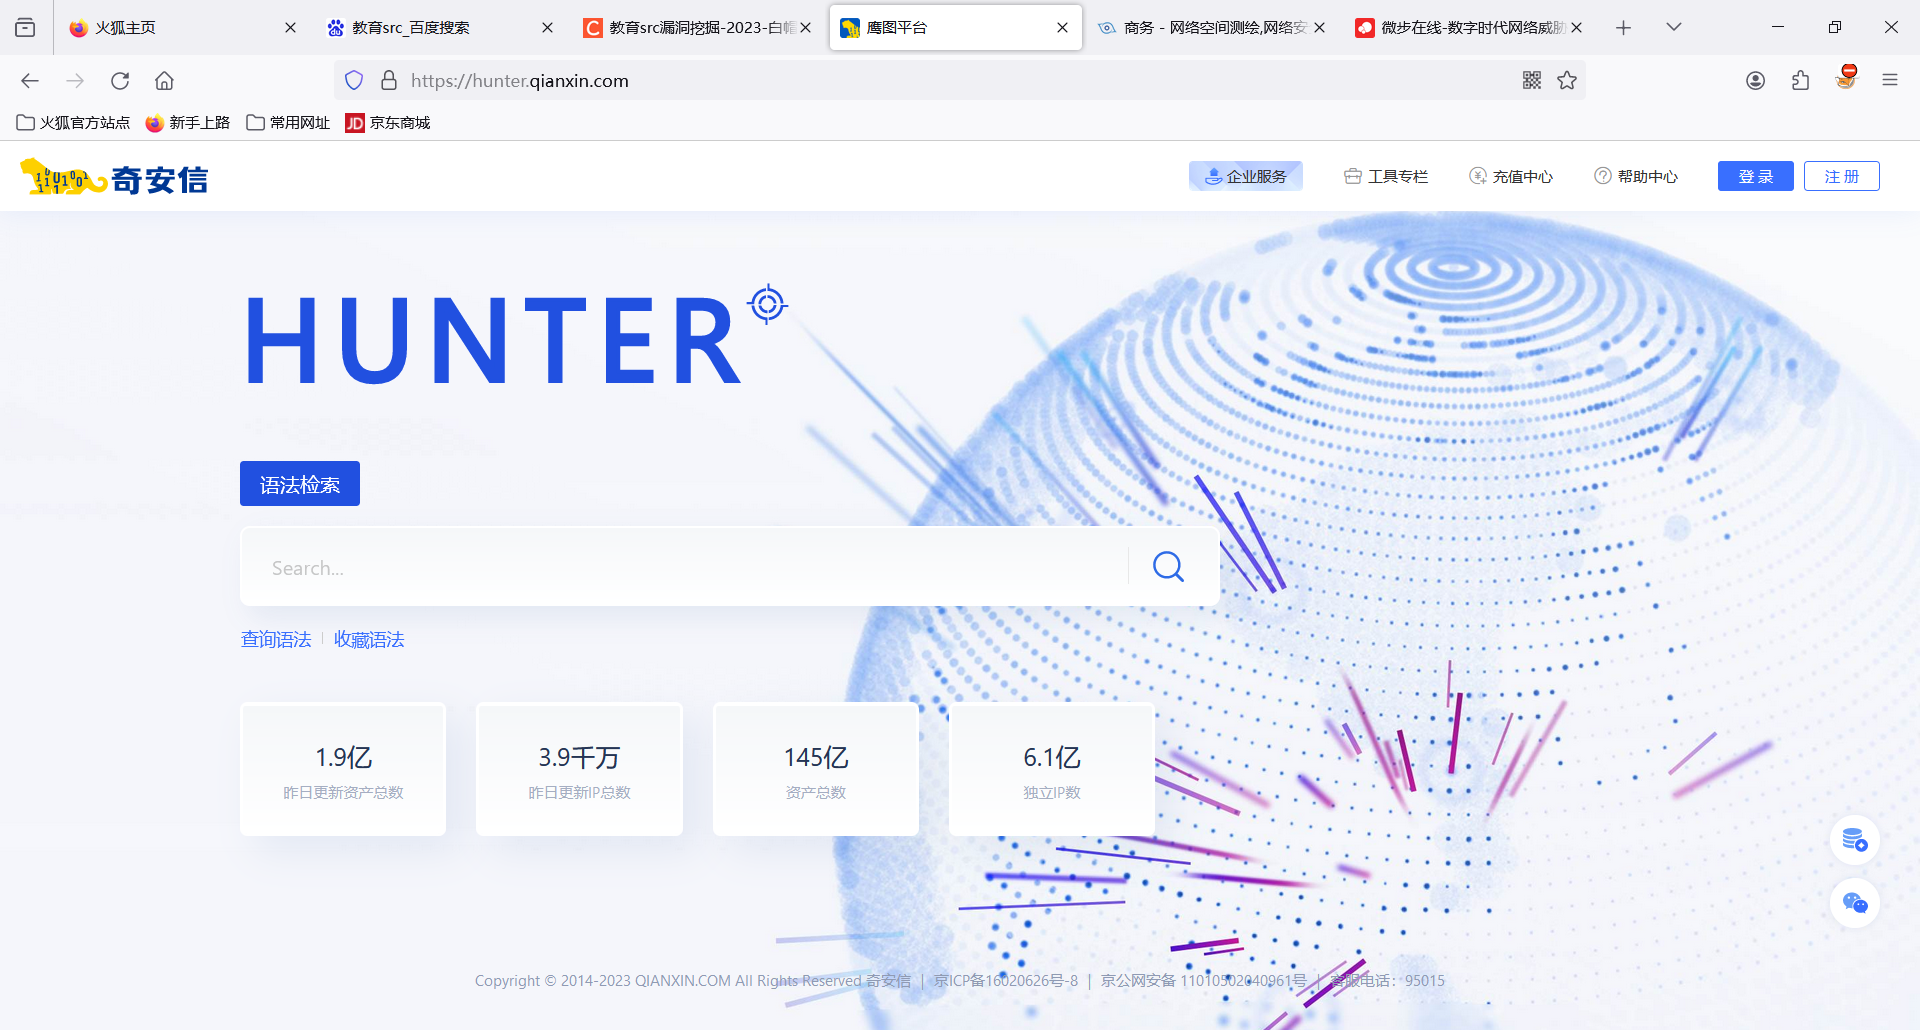 火狐主页
教育src_百度搜索
教育src漏洞挖掘-2023-白帽
鹰图平台
商务 - 网络空间测绘,网络安
微步在线-数字时代网络威胁
https://hunter.qianxin.com
火狐官方站点
新手上路
常用网址
JD 京东商城
奇安信
企业服务
工具专栏
充值中心
帮助中心
登 录
注 册
HUNTER
语法检索
Search...
查询语法 | 收藏语法
1.9亿
昨日更新资产总数
3.9千万
昨日更新IP总数
145亿
资产总数
6.1亿
独立IP数
Copyright © 2014-2023 QIANXIN.COM All Rights Reserved 奇安信 | 京ICP备16020626号-8 | 京公网安备 11010502040961号 | 客服电话：95015